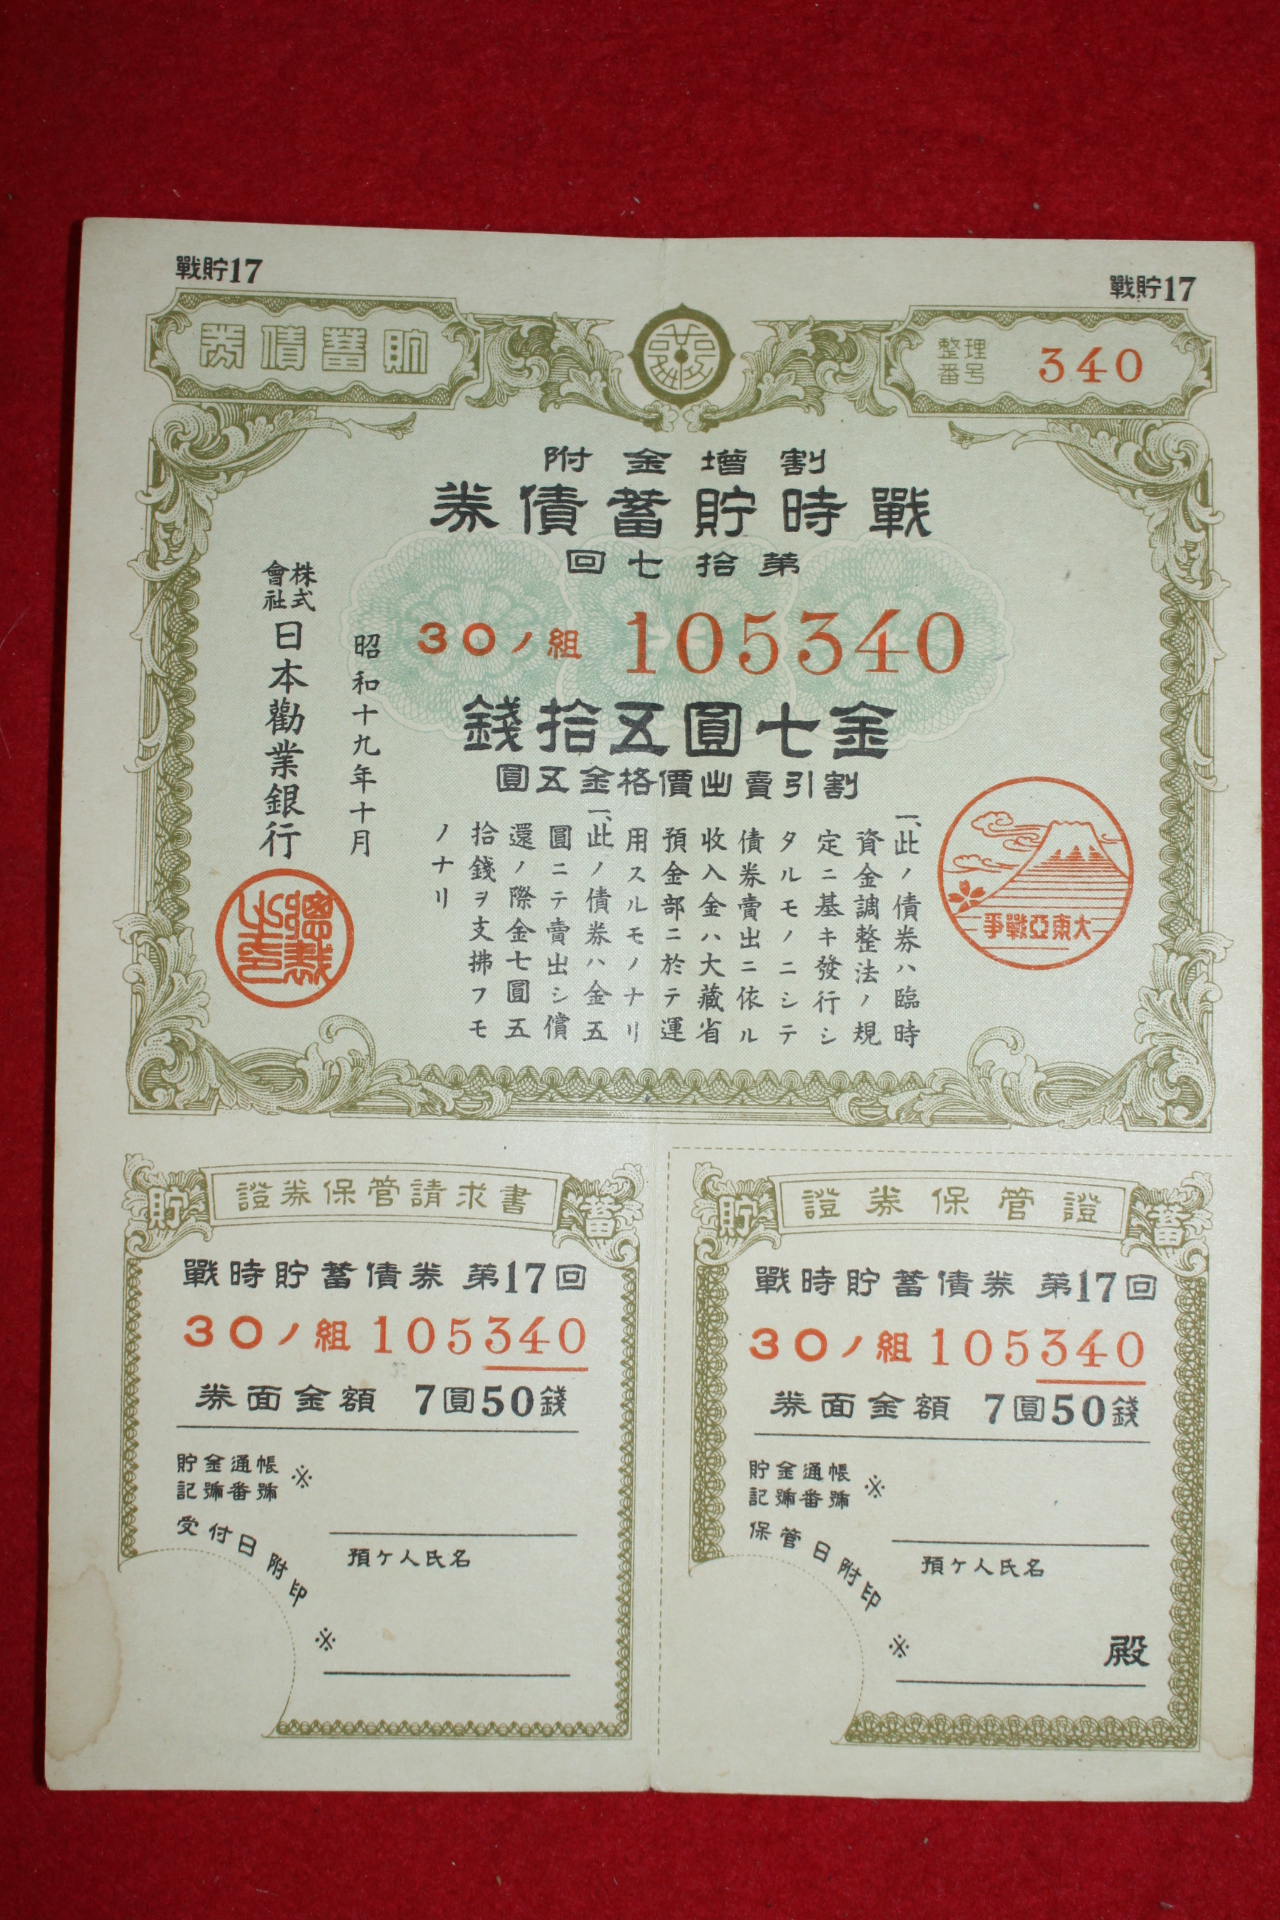 戰貯17
戰貯17
貯蓄債券
整理
番号
340
割增金附
戰時貯蓄債券
第拾七回
30ノ組 105340
金七圓五拾錢
割引賣出價格金五圓
大東亞戰爭
一、此ノ債券ハ臨時
資金調整法ノ規
定ニ基キ發行シ
タルモノニシテ
債券賣出ニ依ル
收入金ハ大藏省
預金部ニ於テ運
用スルモノナリ
一、此ノ債券ハ金五
圓ニテ賣出シ償
還ノ際金七圓五
拾錢ヲ支拂フモ
ノナリ
昭和十九年十月
株式
會社
日本勸業銀行
總裁之印
貯
證券保管請求書
蓄
戰時貯蓄債券 第17回
30ノ組 105340
券面金額 7圓50錢
貯金通帳
記號番號
※
受付日附印
預ケ人氏名
※
貯
證券保管證
蓄
戰時貯蓄債券 第17回
30ノ組 105340
券面金額 7圓50錢
貯金通帳
記號番號
※
保管日附印
預ケ人氏名
※
殿